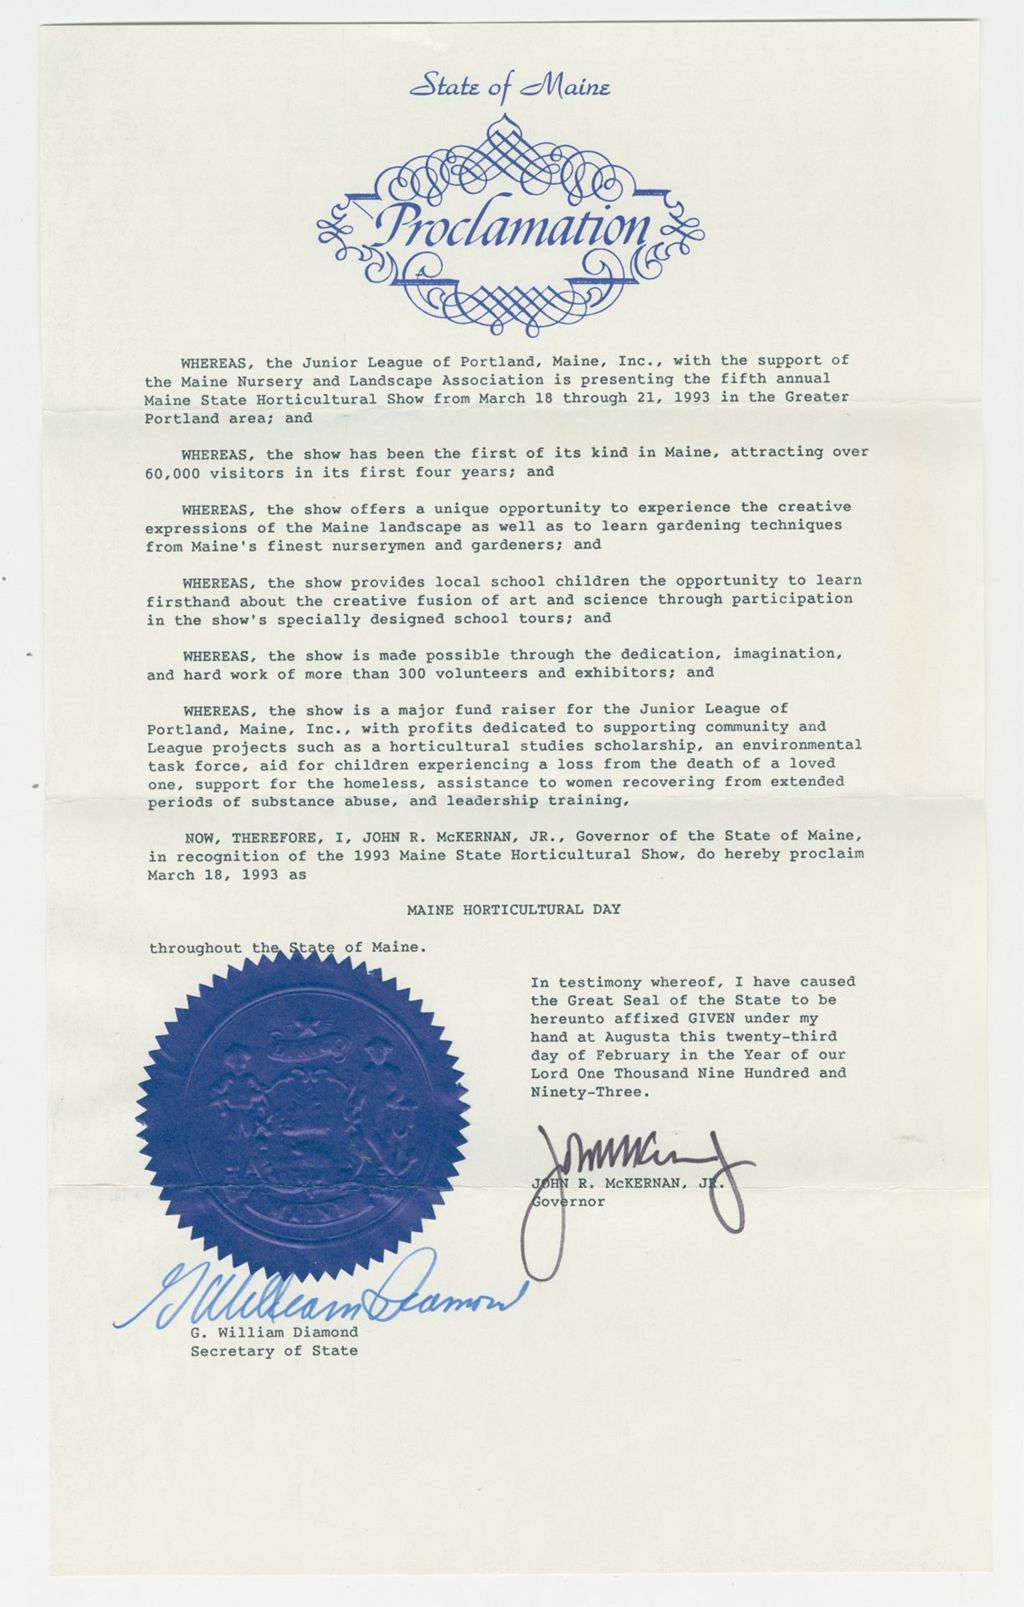 State of Maine
Proclamation
WHEREAS, the Junior League of Portland, Maine, Inc., with the support of
the Maine Nursery and Landscape Association is presenting the fifth annual
Maine State Horticultural Show from March 18 through 21, 1993 in the Greater
Portland area; and
WHEREAS, the show has been the first of its kind in Maine, attracting over
60,000 visitors in its first four years; and
WHEREAS, the show offers a unique opportunity to experience the creative
expressions of the Maine landscape as well as to learn gardening techniques
from Maine's finest nurserymen and gardeners; and
WHEREAS, the show provides local school children the opportunity to learn
firsthand about the creative fusion of art and science through participation
in the show's specially designed school tours; and
WHEREAS, the show is made possible through the dedication, imagination,
and hard work of more than 300 volunteers and exhibitors; and
WHEREAS, the show is a major fund raiser for the Junior League of
Portland, Maine, Inc., with profits dedicated to supporting community and
League projects such as a horticultural studies scholarship, an environmental
task force, aid for children experiencing a loss from the death of a loved
one, support for the homeless, assistance to women recovering from extended
periods of substance abuse, and leadership training,
NOW, THEREFORE, I, JOHN R. McKERNAN, JR., Governor of the State of Maine,
in recognition of the 1993 Maine State Horticultural Show, do hereby proclaim
March 18, 1993 as
MAINE HORTICULTURAL DAY
throughout the State of Maine.
In testimony whereof, I have caused
the Great Seal of the State to be
hereunto affixed GIVEN under my
hand at Augusta this twenty-third
day of February in the Year of our
Lord One Thousand Nine Hundred and
Ninety-Three.
JOHN R. McKERNAN, JR.
Governor
MAINE
G William Diamond
G. William Diamond
Secretary of State